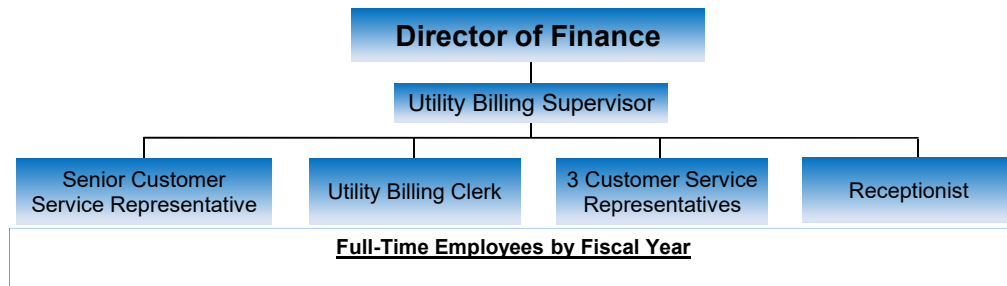 Director of Finance
Utility Billing Supervisor
Senior Customer
Service Representative
Utility Billing Clerk
3 Customer Service
Representatives
Receptionist
Full-Time Employees by Fiscal Year